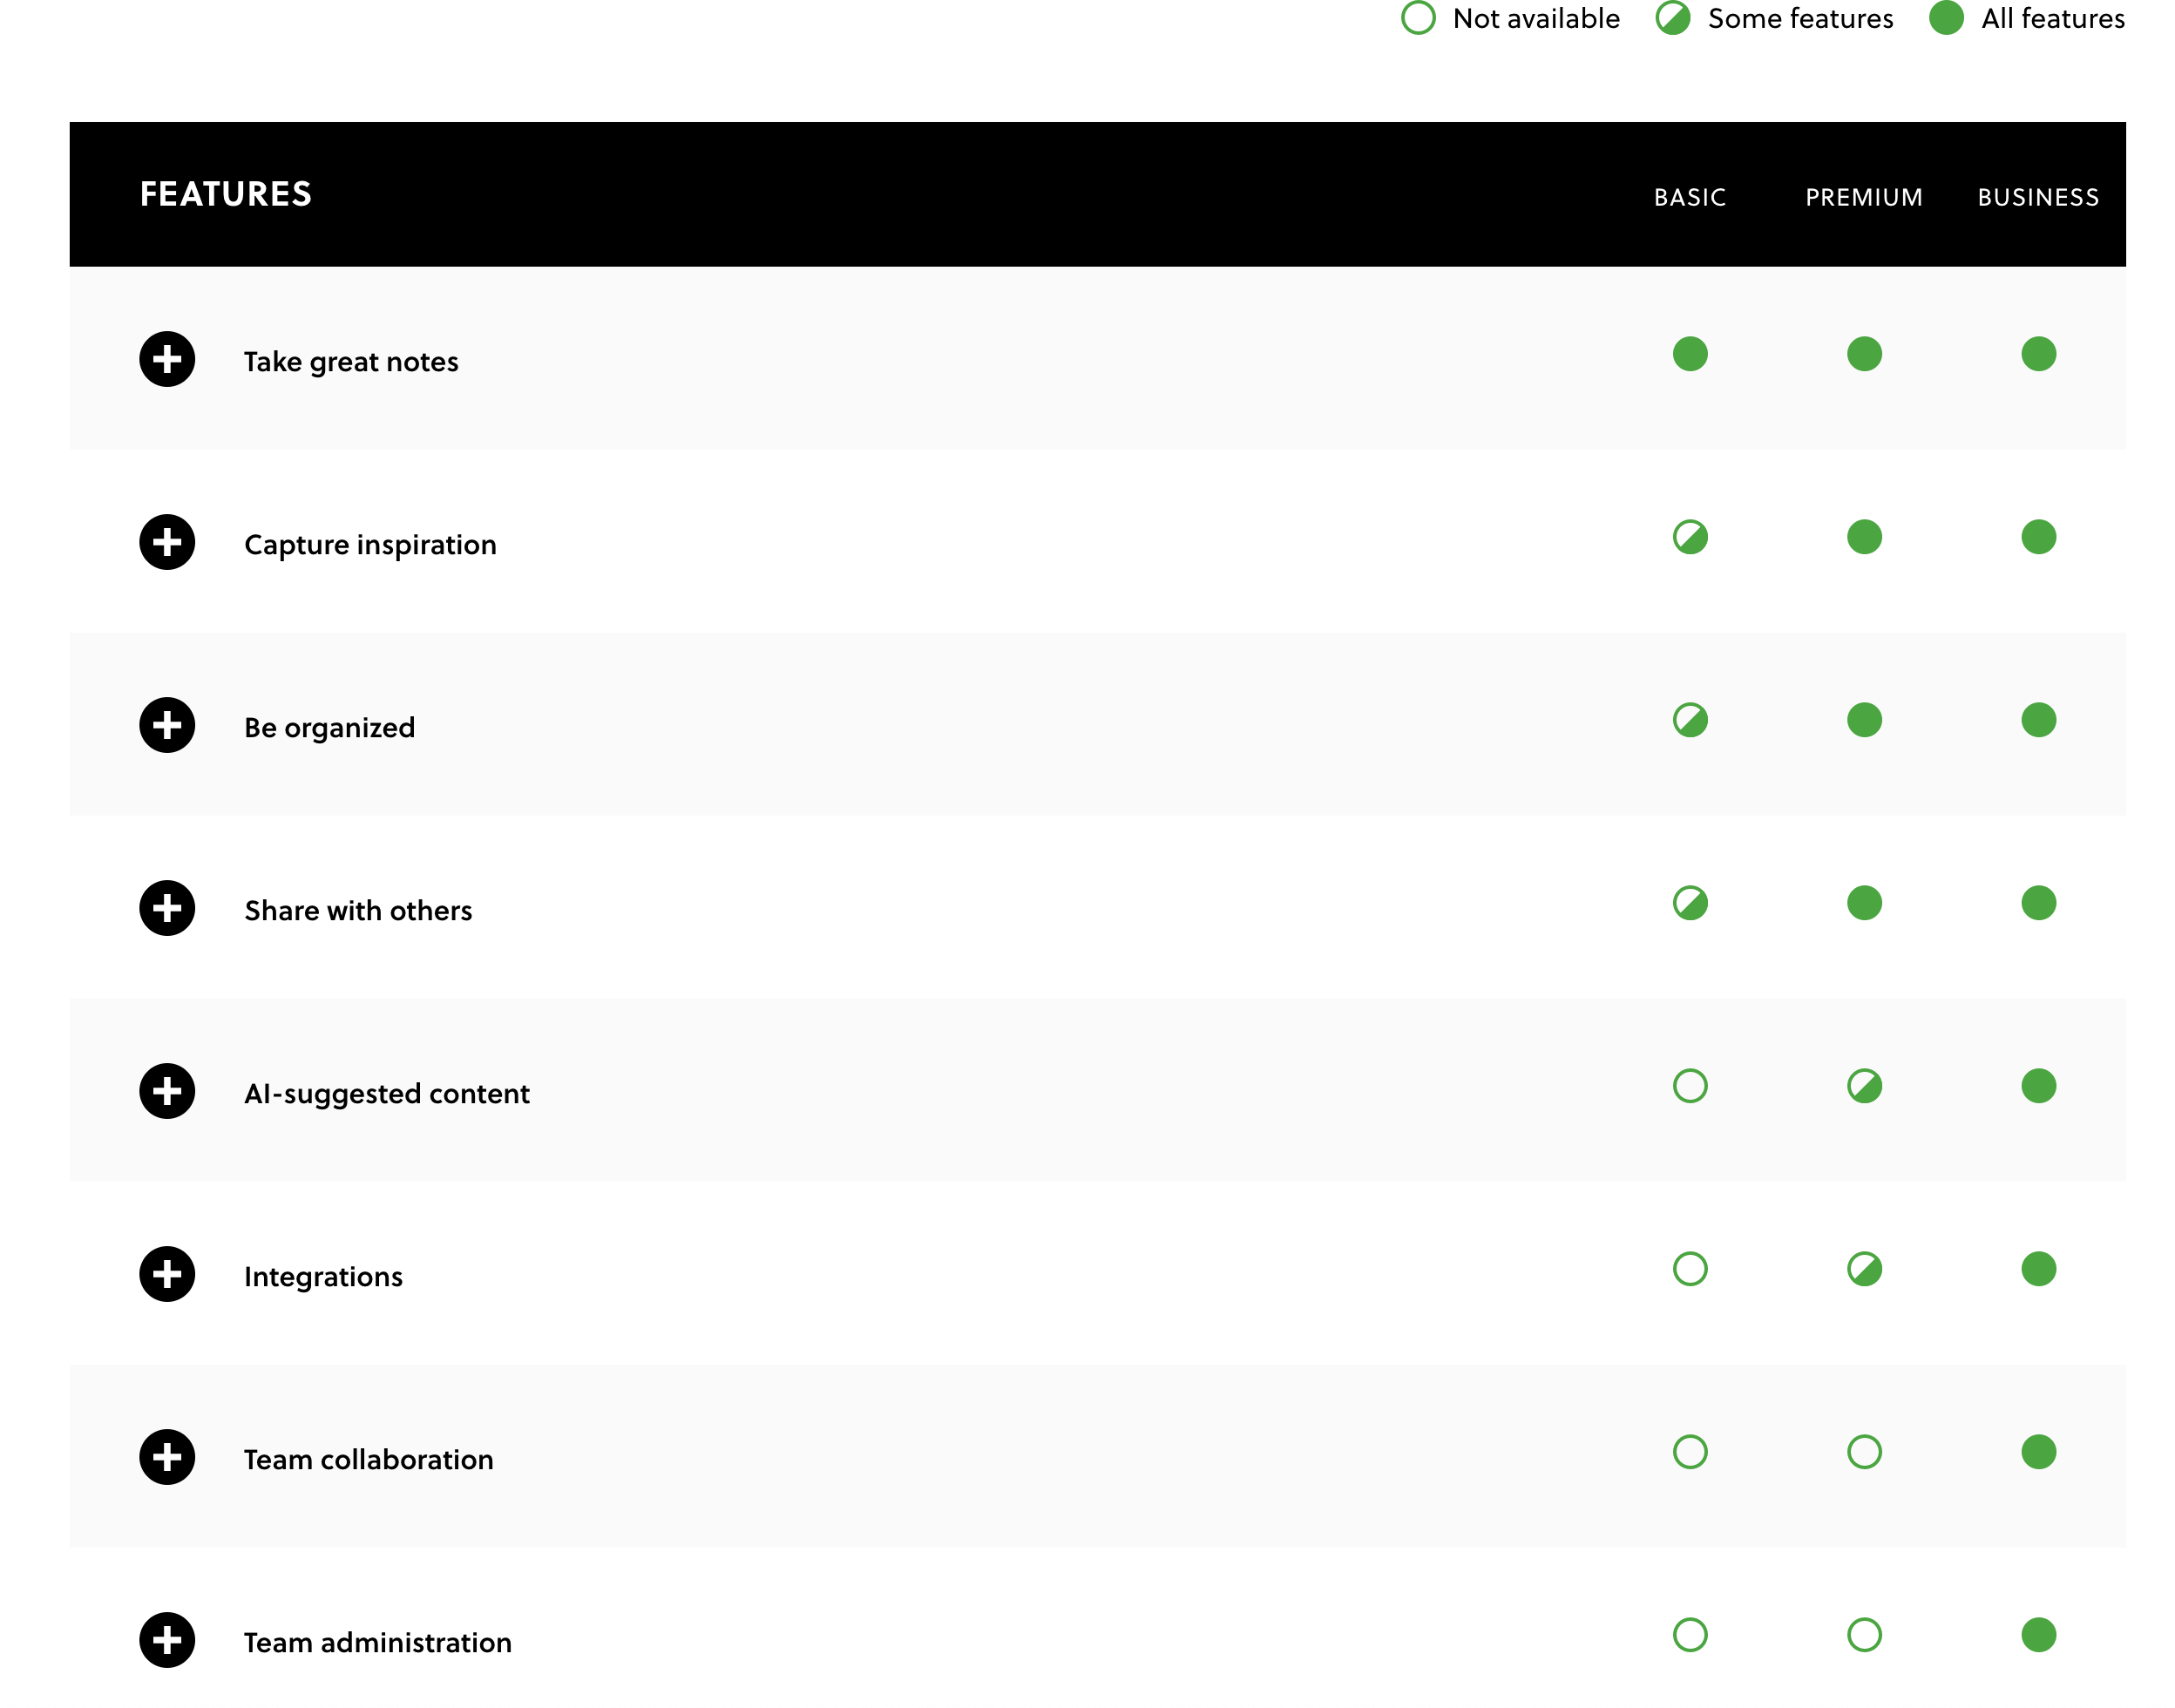 Not available Some features All features
FEATURES BASIC PREMIUM BUSINESS
Take great notes
Capture inspiration
Be organized
Share with others
AI-suggested content
Integrations
Team collaboration
Team administration